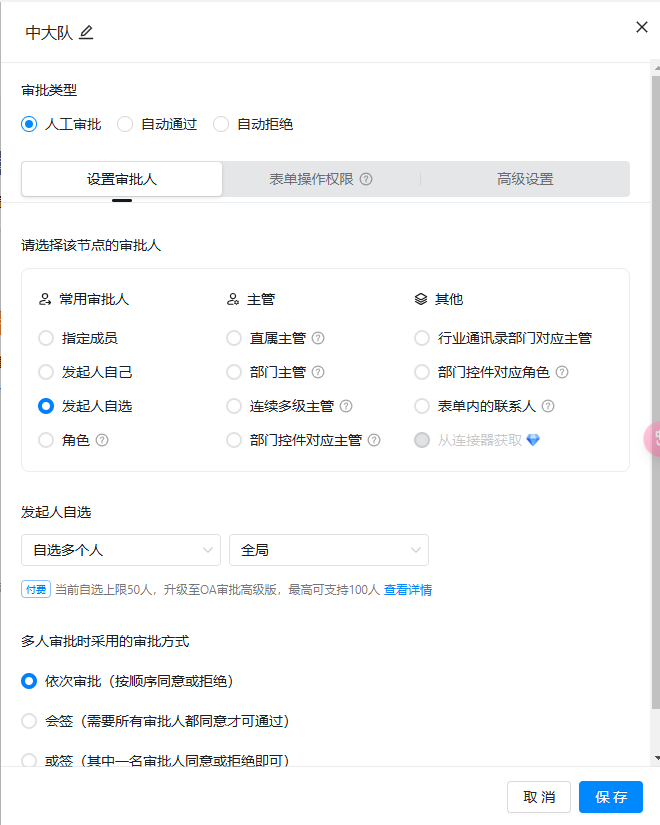 中大队
审批类型
人工审批 自动通过 自动拒绝
设置审批人 表单操作权限 高级设置
请选择该节点的审批人
常用审批人 主管 其他
指定成员 直属主管 行业通讯录部门对应主管
发起人自己 部门主管 部门控件对应角色
发起人自选 连续多级主管 表单内的联系人
角色 部门控件对应主管 从连接器获取
发起人自选
自选多个人 全局
付费 当前自选上限50人，升级至OA审批高级版，最高可支持100人 查看详情
多人审批时采用的审批方式
依次审批（按顺序同意或拒绝）
会签（需要所有审批人都同意才可通过）
或签（其中一名审批人同意或拒绝即可）
取消 保存